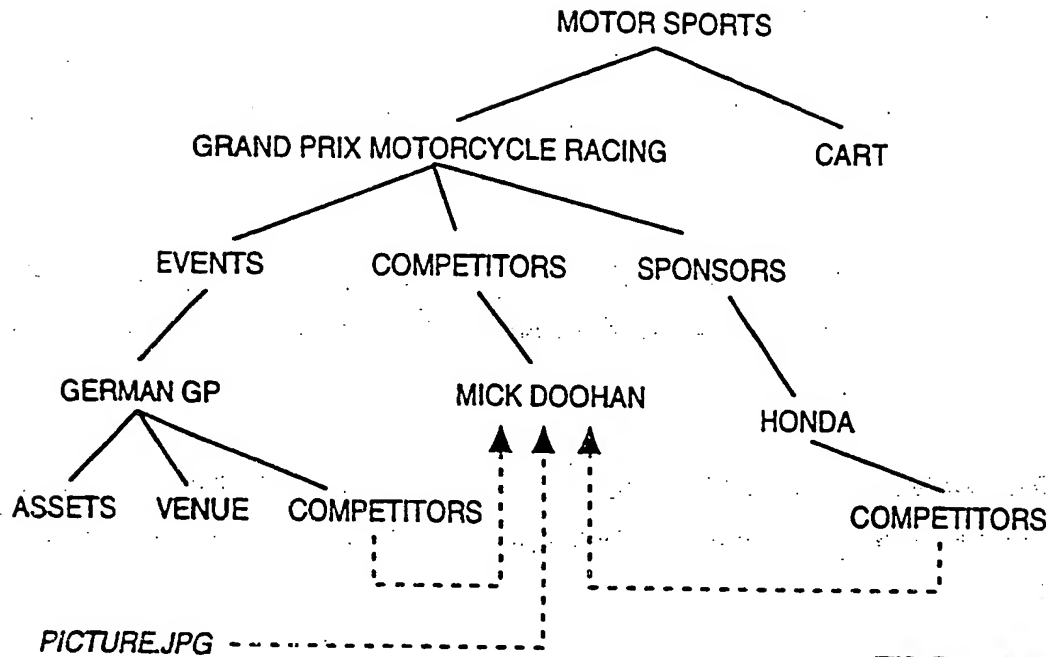 MOTOR SPORTS
GRAND PRIX MOTORCYCLE RACING
CART
EVENTS
COMPETITORS
SPONSORS
GERMAN GP
MICK DOOHAN
HONDA
ASSETS
VENUE
COMPETITORS
COMPETITORS
PICTURE.JPG